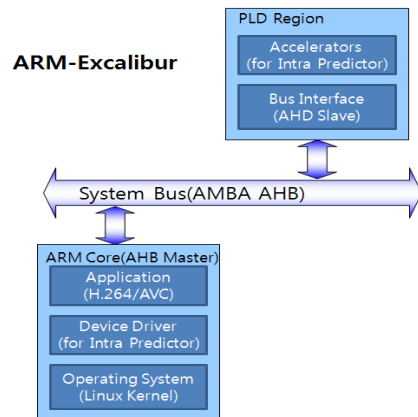 PLD Region
Accelerators
(for Intra Predictor)
Bus Interface
(AHD Slave)
ARM-Excalibur
System Bus(AMBA AHB)
ARM Core(AHB Master)
Application
(H.264/AVC)
Device Driver
(for Intra Predictor)
Operating System
(Linux Kernel)